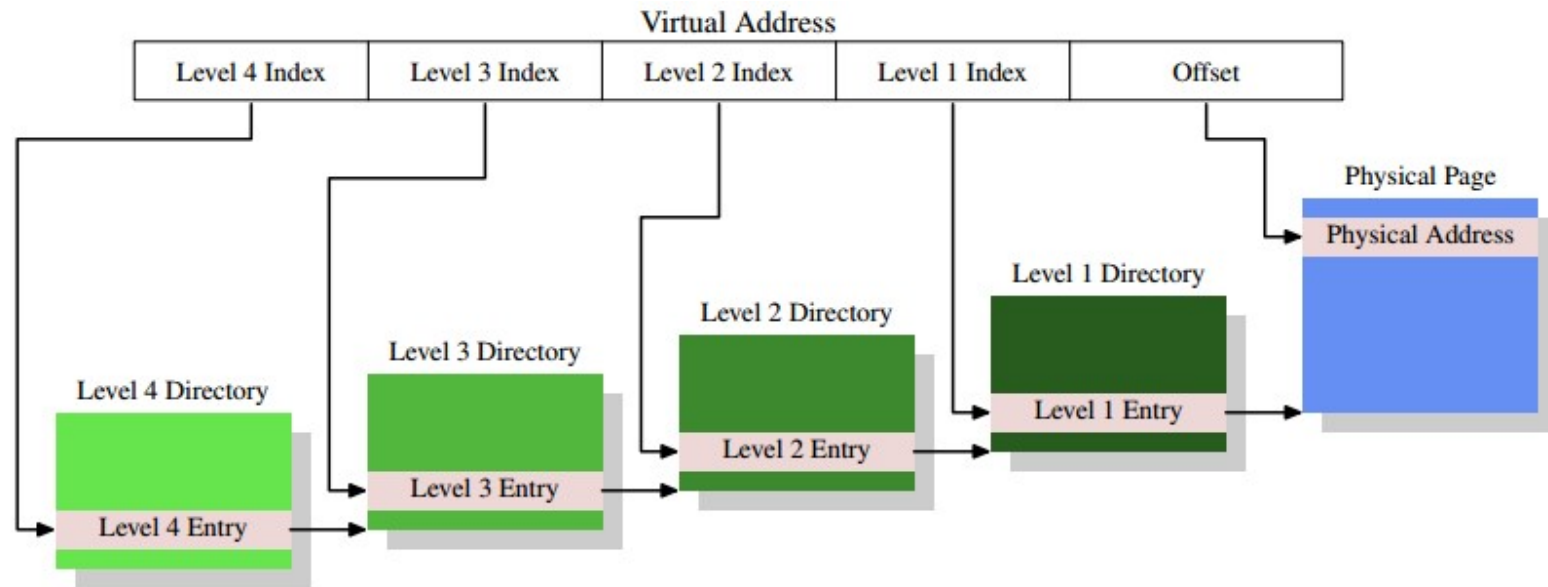 Virtual Address
Level 4 Index Level 3 Index Level 2 Index Level 1 Index Offset
Physical Page
Physical Address
Level 1 Directory
Level 2 Directory
Level 3 Directory
Level 4 Directory
Level 1 Entry
Level 2 Entry
Level 3 Entry
Level 4 Entry